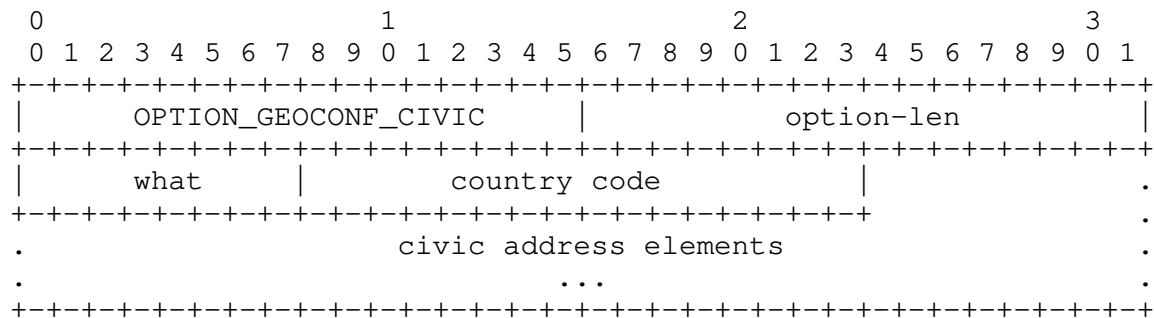 0                   1                   2                   3
 0 1 2 3 4 5 6 7 8 9 0 1 2 3 4 5 6 7 8 9 0 1 2 3 4 5 6 7 8 9 0 1
+-+-+-+-+-+-+-+-+-+-+-+-+-+-+-+-+-+-+-+-+-+-+-+-+-+-+-+-+-+-+-+-+
|      OPTION_GEOCONF_CIVIC     |           option-len          |
+-+-+-+-+-+-+-+-+-+-+-+-+-+-+-+-+-+-+-+-+-+-+-+-+-+-+-+-+-+-+-+-+
|      what     |        country code           |               .
+-+-+-+-+-+-+-+-+-+-+-+-+-+-+-+-+-+-+-+-+-+-+-+-+               .
.                     civic address elements                    .
.                              ...                              .
+-+-+-+-+-+-+-+-+-+-+-+-+-+-+-+-+-+-+-+-+-+-+-+-+-+-+-+-+-+-+-+-+